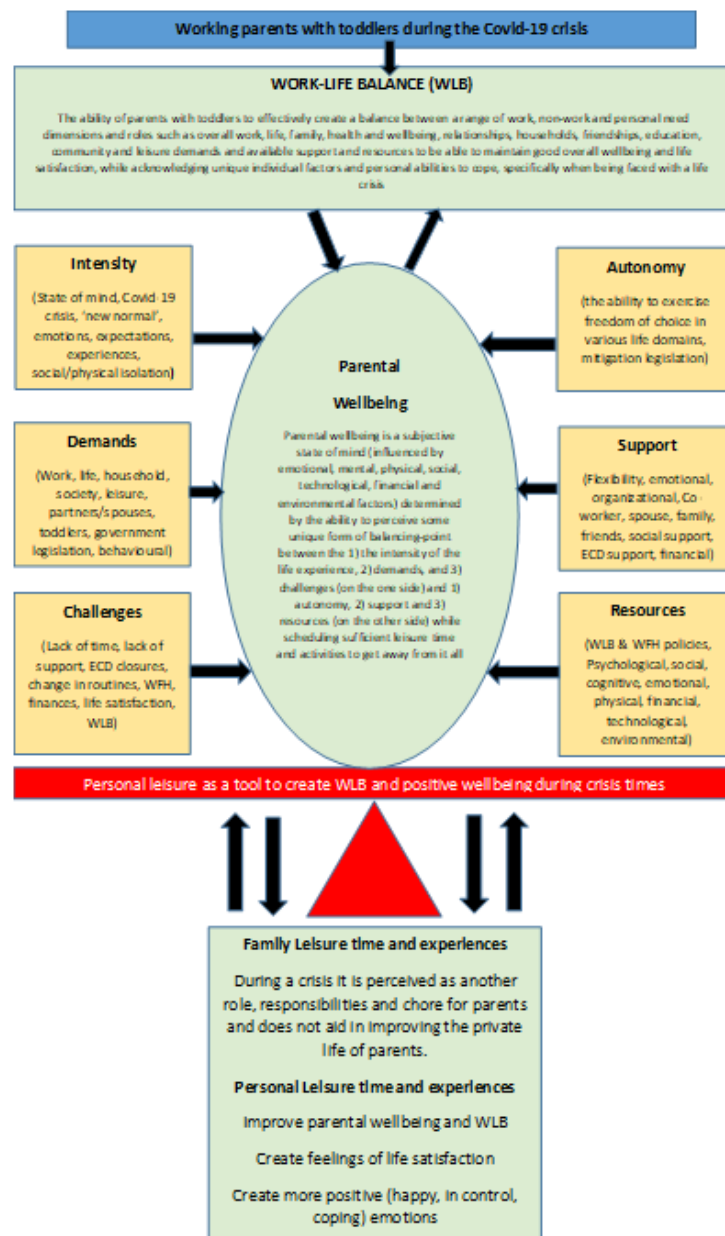 Working parents with toddlers during the Covid-19 crisis
WORK-LIFE BALANCE (WLB)
The ability of parents with toddlers to effectively create a balance between a range of work, non-work and personal need
dimensions and roles such as overall work, life, family, health and wellbeing, relationships, households, friendships, education,
community and leisure demands and available support and resources to be able to maintain good overall wellbeing and life
satisfaction, while acknowledging unique individual factors and personal abilities to cope, specifically when being faced with a life
crisis
Intensity
(State of mind, Covid-19
crisis, 'new normal',
emotions, expectations,
experiences,
social/physical isolation)
Demands
(Work, life, household,
society, leisure,
partners/spouses,
toddlers, government
legislation, behavioural)
Challenges
(Lack of time, lack of
support, ECD closures,
change in routines, WFH,
finances, life satisfaction,
WLB)
Parental
Wellbeing
Parental wellbeing is a subjective
state of mind (influenced by
emotional, mental, physical, social,
technological, financial and
environmental factors) determined
by the ability to perceive some
unique form of balancing-point
between the 1) the intensity of the
life experience, 2) demands, and 3)
challenges (on the one side) and 1)
autonomy, 2) support and 3)
resources (on the other side) while
scheduling sufficient leisure time
and activities to get away from it all
Autonomy
(the ability to exercise
freedom of choice in
various life domains,
mitigation legislation)
Support
(Flexibility, emotional,
organizational, Co-
worker, spouse, family,
friends, social support,
ECD support, financial)
Resources
(WLB & WFH policies,
Psychological, social,
cognitive, emotional,
physical, financial,
technological,
environmental)
Personal leisure as a tool to create WLB and positive wellbeing during crisis times
Family Leisure time and experiences
During a crisis it is perceived as another
role, responsibilities and chore for parents
and does not aid in improving the private
life of parents.
Personal Leisure time and experiences
Improve parental wellbeing and WLB
Create feelings of life satisfaction
Create more positive (happy, in control,
coping) emotions